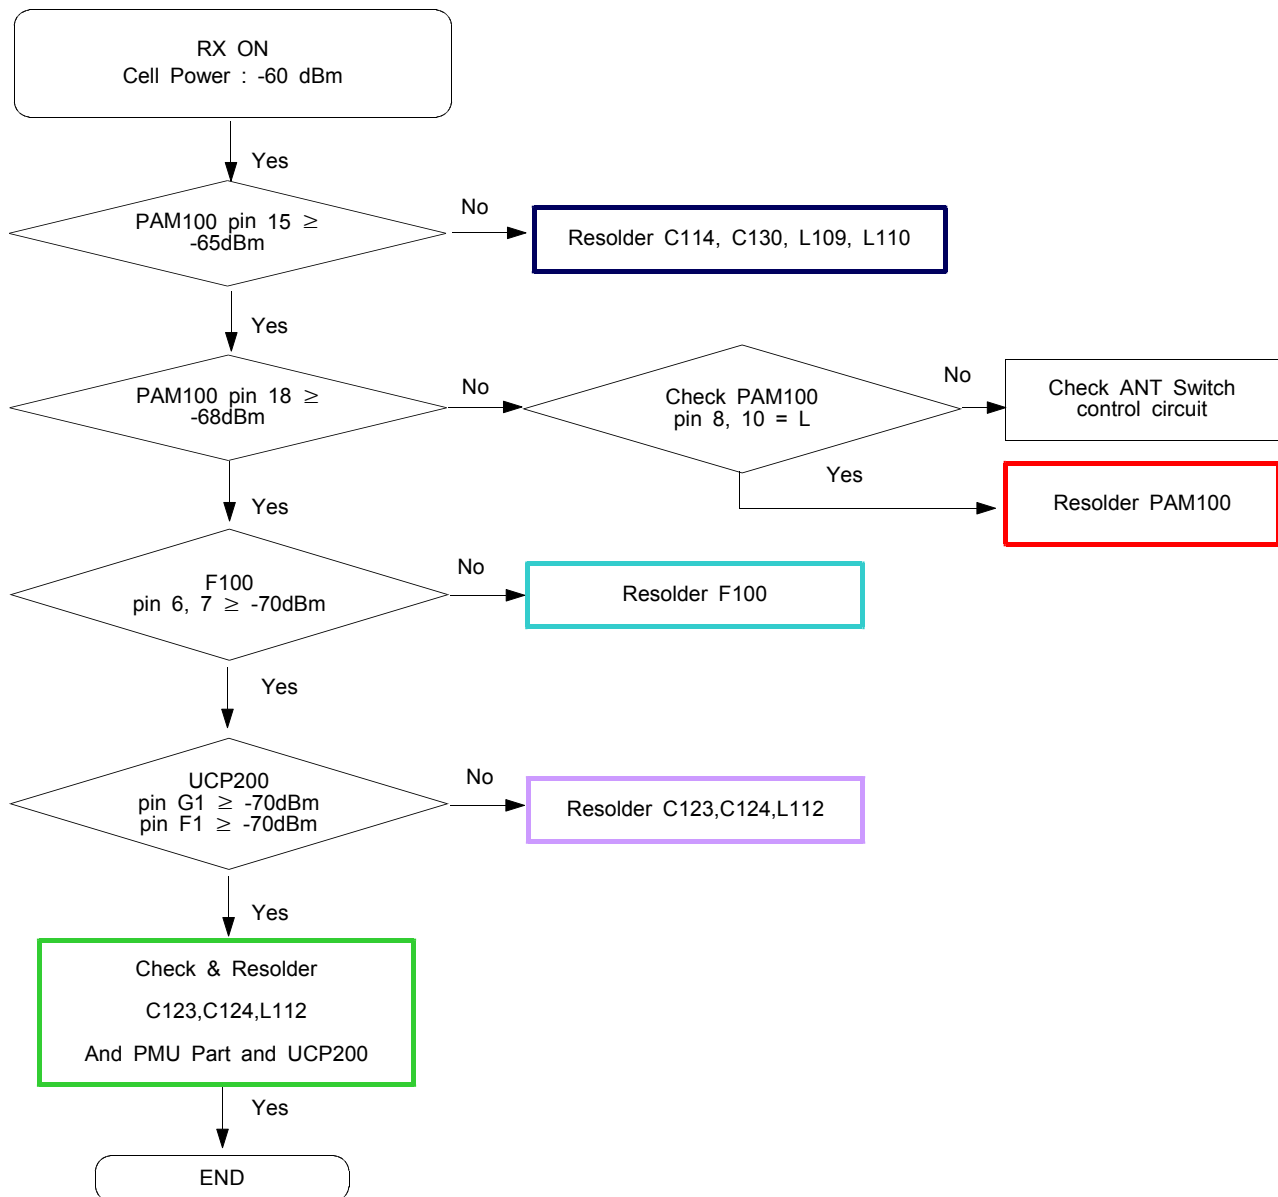 RX ON
Cell Power : -60 dBm
Yes
PAM100 pin 15 ≥
-65dBm
No
Resolder C114, C130, L109, L110
Yes
PAM100 pin 18 ≥
-68dBm
No
Check PAM100
pin 8, 10 = L
No
Check ANT Switch
control circuit
Yes
Resolder PAM100
Yes
F100
pin 6, 7 ≥ -70dBm
No
Resolder F100
Yes
UCP200
pin G1 ≥ -70dBm
pin F1 ≥ -70dBm
No
Resolder C123,C124,L112
Yes
Check & Resolder
C123,C124,L112
And PMU Part and UCP200
Yes
END